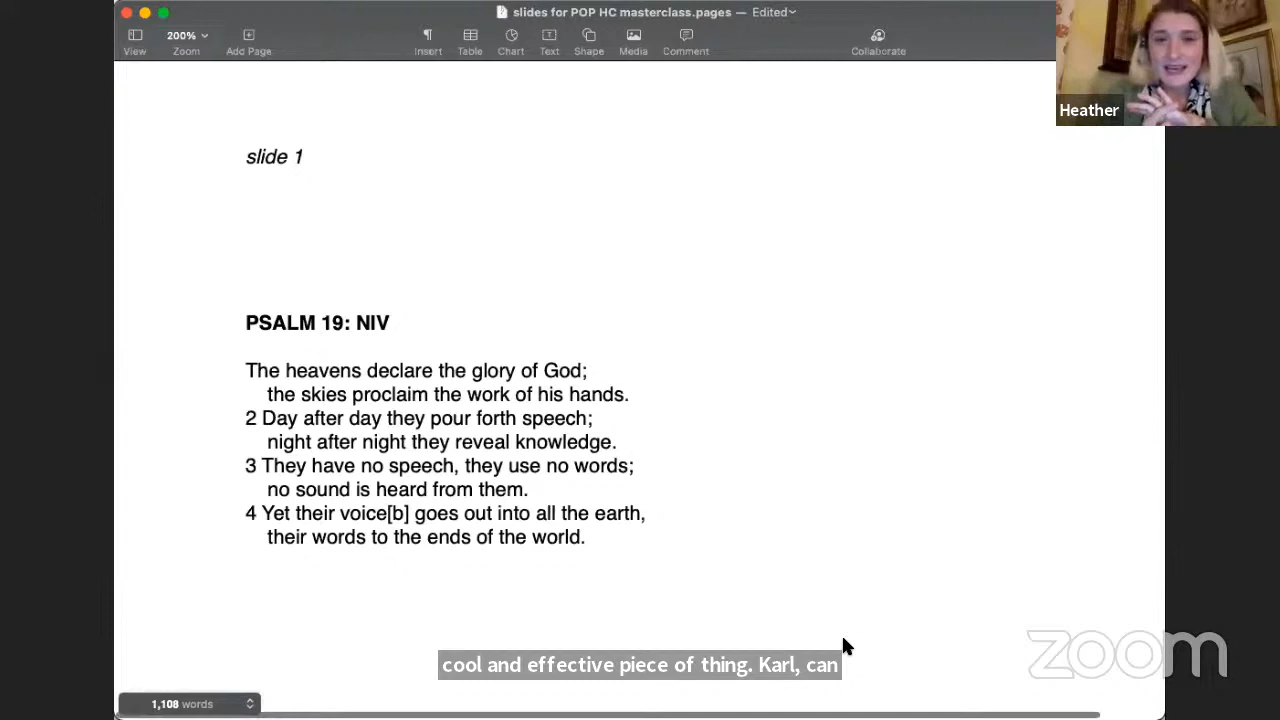 slides for POP HC masterclass.pages — Edited
200%
View
Zoom
Add Page
Insert
Table
Chart
Text
Shape
Media
Comment
Collaborate
Heather
slide 1
PSALM 19: NIV
The heavens declare the glory of God;
the skies proclaim the work of his hands.
2 Day after day they pour forth speech;
night after night they reveal knowledge.
3 They have no speech, they use no words;
no sound is heard from them.
4 Yet their voice[b] goes out into all the earth,
their words to the ends of the world.
cool and effective piece of thing. Karl, can
zoom
1,108 words